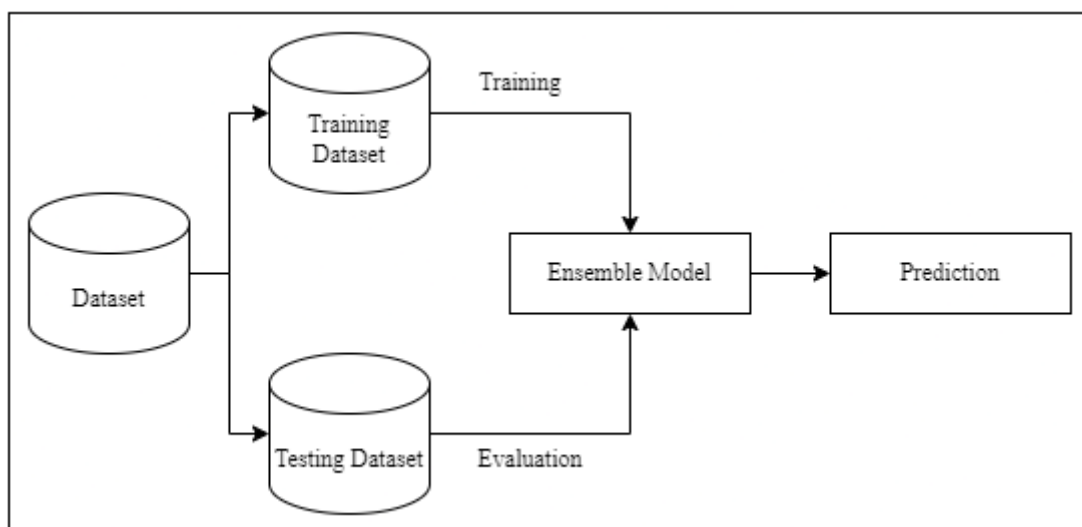 Training
Training
Dataset
Dataset
Ensemble Model
Prediction
Testing Dataset
Evaluation